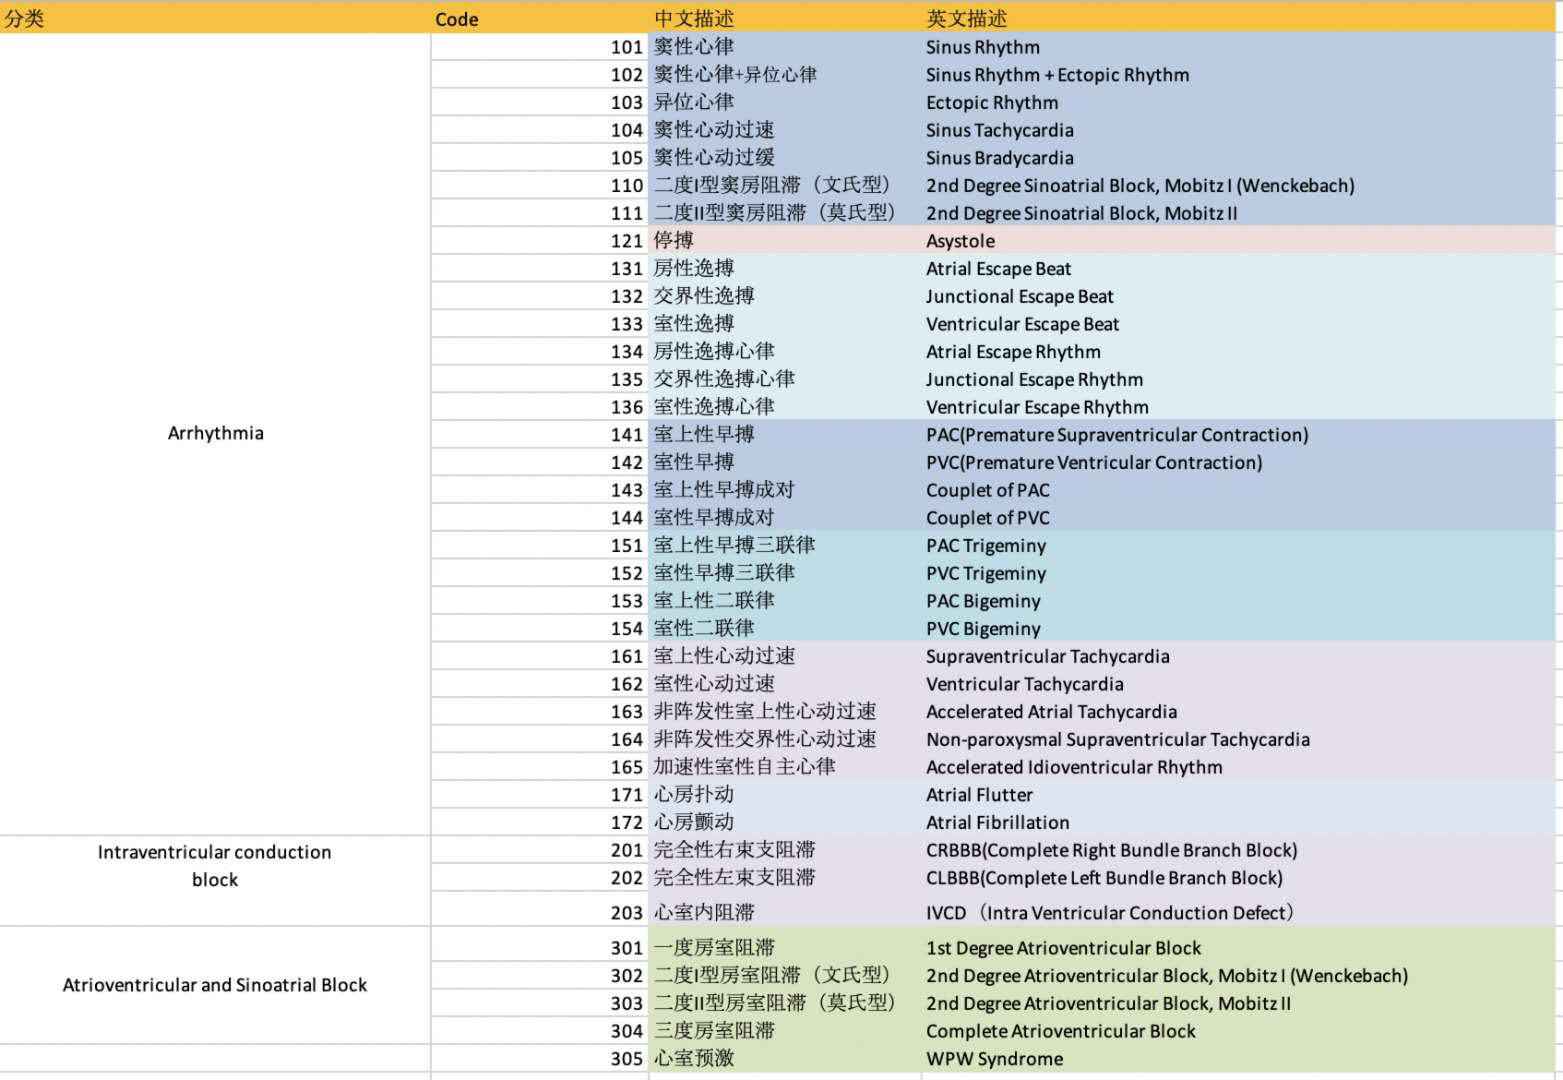 分类 Code 中文描述 英文描述
101 窦性心律 Sinus Rhythm
102 窦性心律+异位心律 Sinus Rhythm + Ectopic Rhythm
103 异位心律 Ectopic Rhythm
104 窦性心动过速 Sinus Tachycardia
105 窦性心动过缓 Sinus Bradycardia
110 二度I型窦房阻滞（文氏型） 2nd Degree Sinoatrial Block, Mobitz I (Wenckebach)
111 二度II型窦房阻滞（莫氏型） 2nd Degree Sinoatrial Block, Mobitz II
121 停搏 Asystole
131 房性逸搏 Atrial Escape Beat
132 交界性逸搏 Junctional Escape Beat
133 室性逸搏 Ventricular Escape Beat
134 房性逸搏心律 Atrial Escape Rhythm
135 交界性逸搏心律 Junctional Escape Rhythm
136 室性逸搏心律 Ventricular Escape Rhythm
Arrhythmia 141 室上性早搏 PAC(Premature Supraventricular Contraction)
142 室性早搏 PVC(Premature Ventricular Contraction)
143 室上性早搏成对 Couplet of PAC
144 室性早搏成对 Couplet of PVC
151 室上性早搏三联律 PAC Trigeminy
152 室性早搏三联律 PVC Trigeminy
153 室上性二联律 PAC Bigeminy
154 室性二联律 PVC Bigeminy
161 室上性心动过速 Supraventricular Tachycardia
162 室性心动过速 Ventricular Tachycardia
163 非阵发性室上性心动过速 Accelerated Atrial Tachycardia
164 非阵发性交界性心动过速 Non-paroxysmal Supraventricular Tachycardia
165 加速性室性自主心律 Accelerated Idioventricular Rhythm
171 心房扑动 Atrial Flutter
172 心房颤动 Atrial Fibrillation
Intraventricular conduction 201 完全性右束支阻滞 CRBBB(Complete Right Bundle Branch Block)
block 202 完全性左束支阻滞 CLBBB(Complete Left Bundle Branch Block)
203 心室内阻滞 IVCD（Intra Ventricular Conduction Defect）
301 一度房室阻滞 1st Degree Atrioventricular Block
Atrioventricular and Sinoatrial Block 302 二度I型房室阻滞（文氏型） 2nd Degree Atrioventricular Block, Mobitz I (Wenckebach)
303 二度II型房室阻滞（莫氏型） 2nd Degree Atrioventricular Block, Mobitz II
304 三度房室阻滞 Complete Atrioventricular Block
305 心室预激 WPW Syndrome